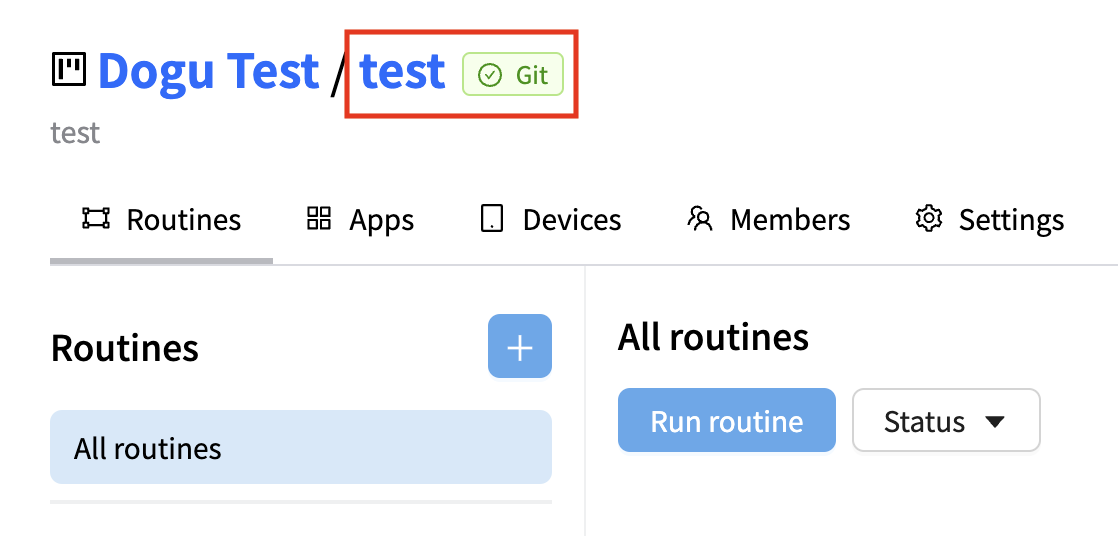 Dogu Test / test Git
test
Routines Apps Devices Members Settings
Routines
All routines
All routines
Run routine Status